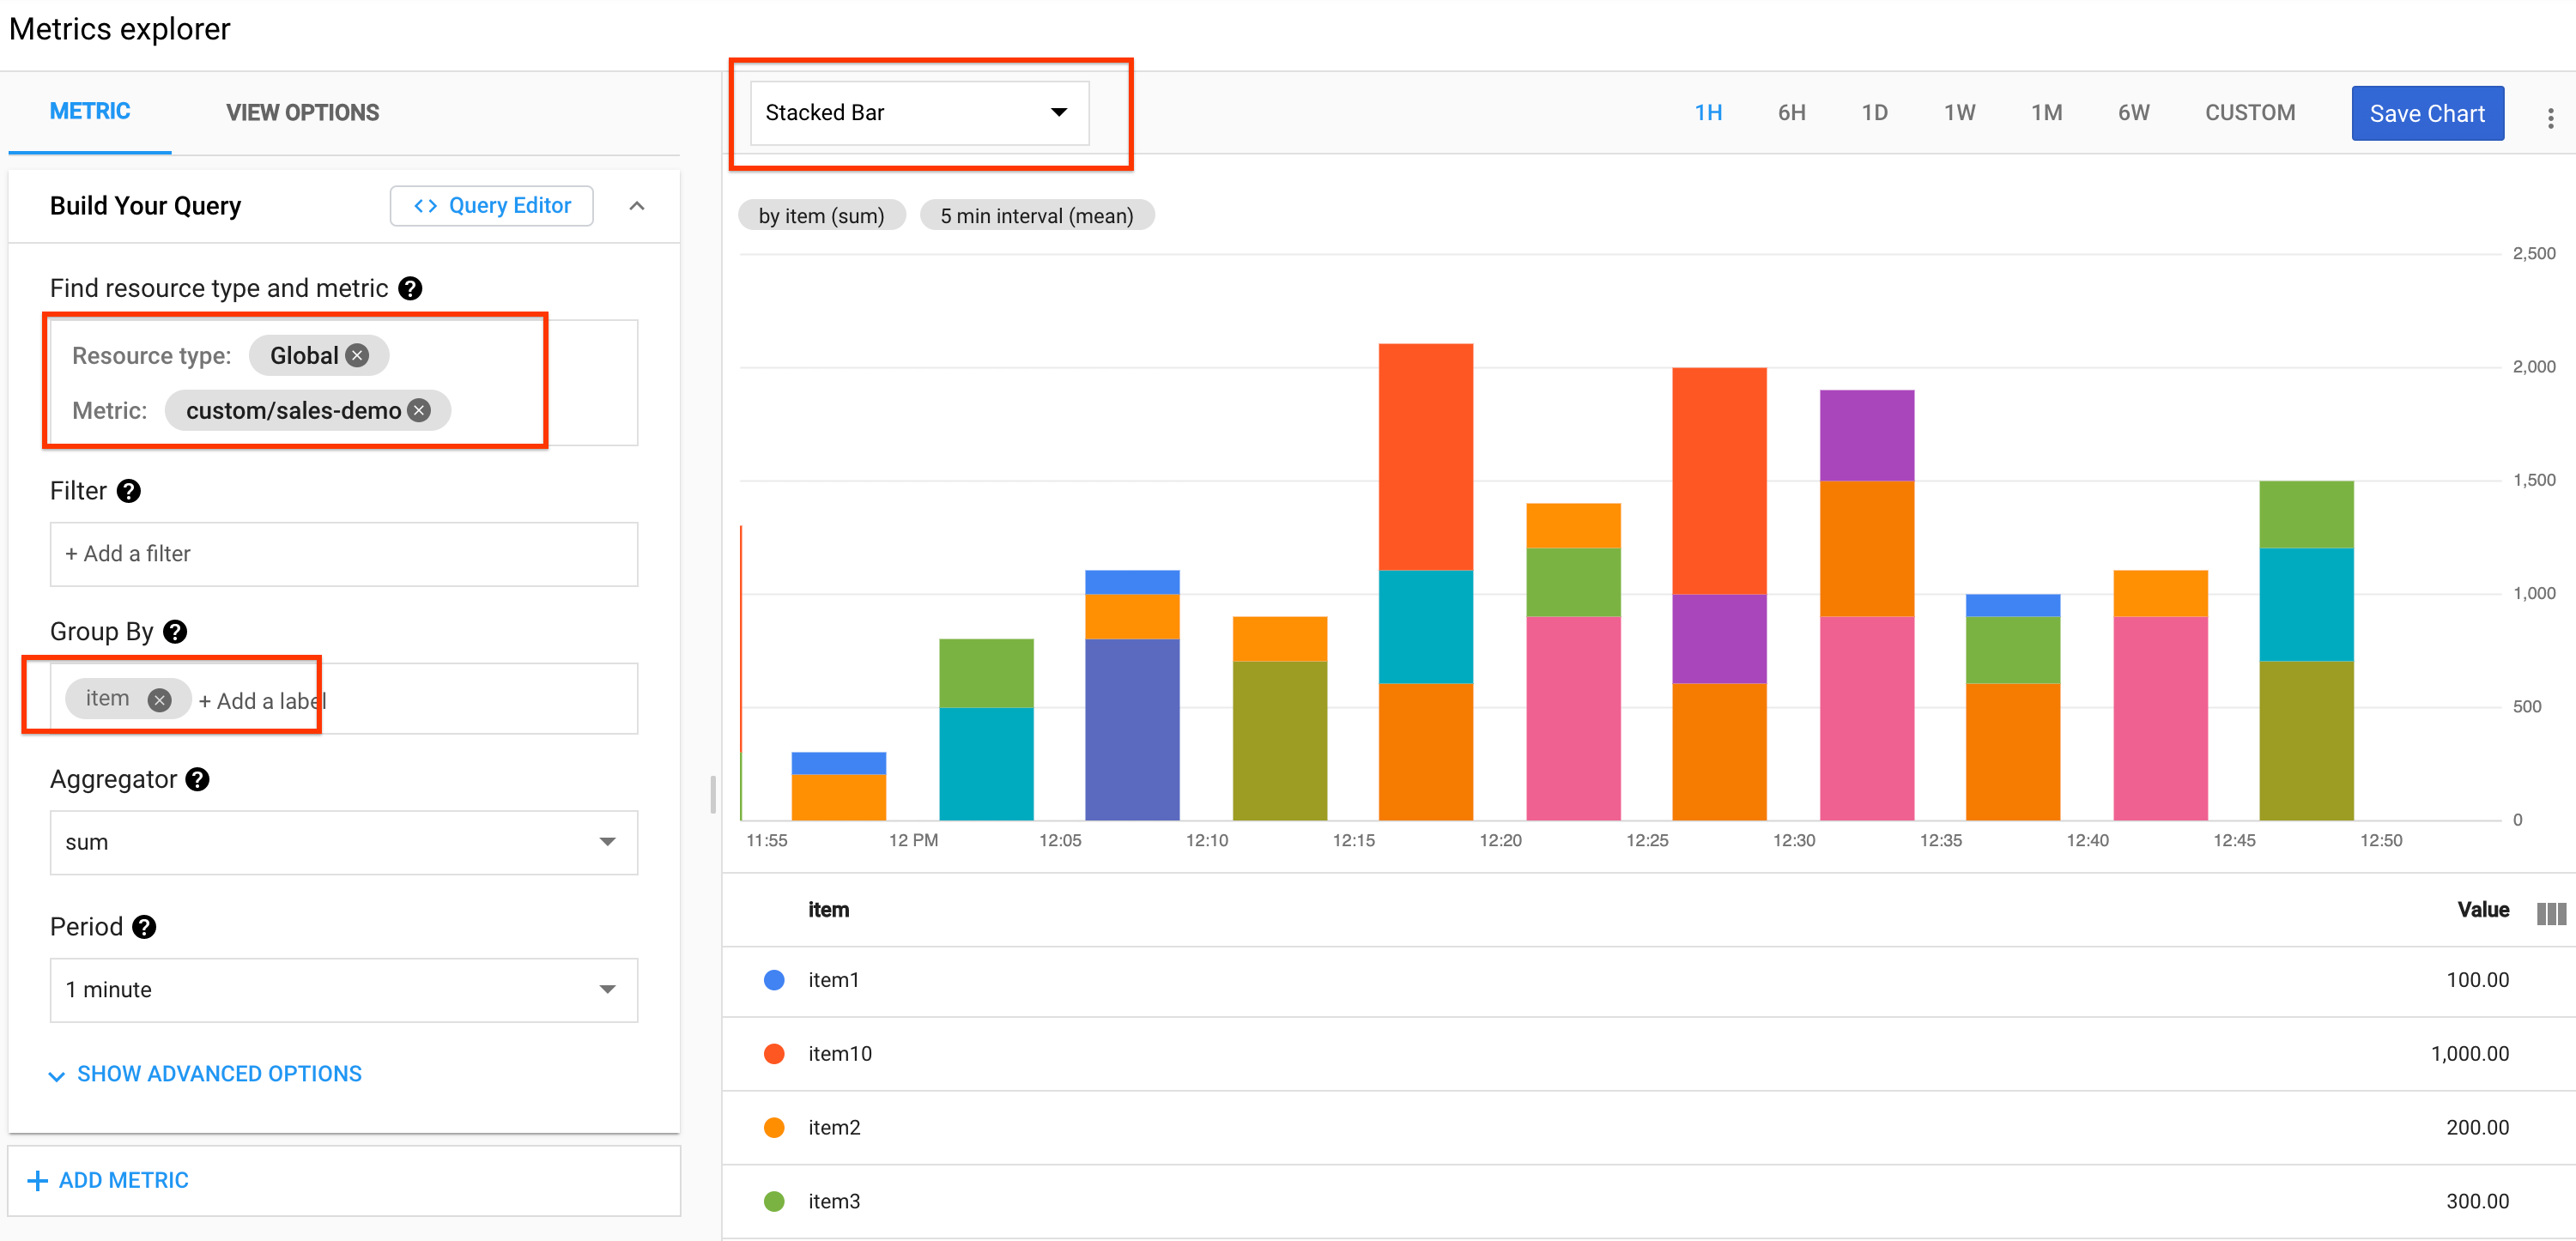 Metrics explorer
METRIC
VIEW OPTIONS
Build Your Query
<> Query Editor
Find resource type and metric ?
Resource type: Global
Metric: custom/sales-demo
Filter ?
+ Add a filter
Group By ?
item + Add a label
Aggregator ?
sum
Period ?
1 minute
SHOW ADVANCED OPTIONS
+ ADD METRIC
Stacked Bar
1H 6H 1D 1W 1M 6W CUSTOM
Save Chart
by item (sum) 5 min interval (mean)
2,500
2,000
1,500
1,000
500
0
11:55 12 PM 12:05 12:10 12:15 12:20 12:25 12:30 12:35 12:40 12:45 12:50
item Value
item1 100.00
item10 1,000.00
item2 200.00
item3 300.00